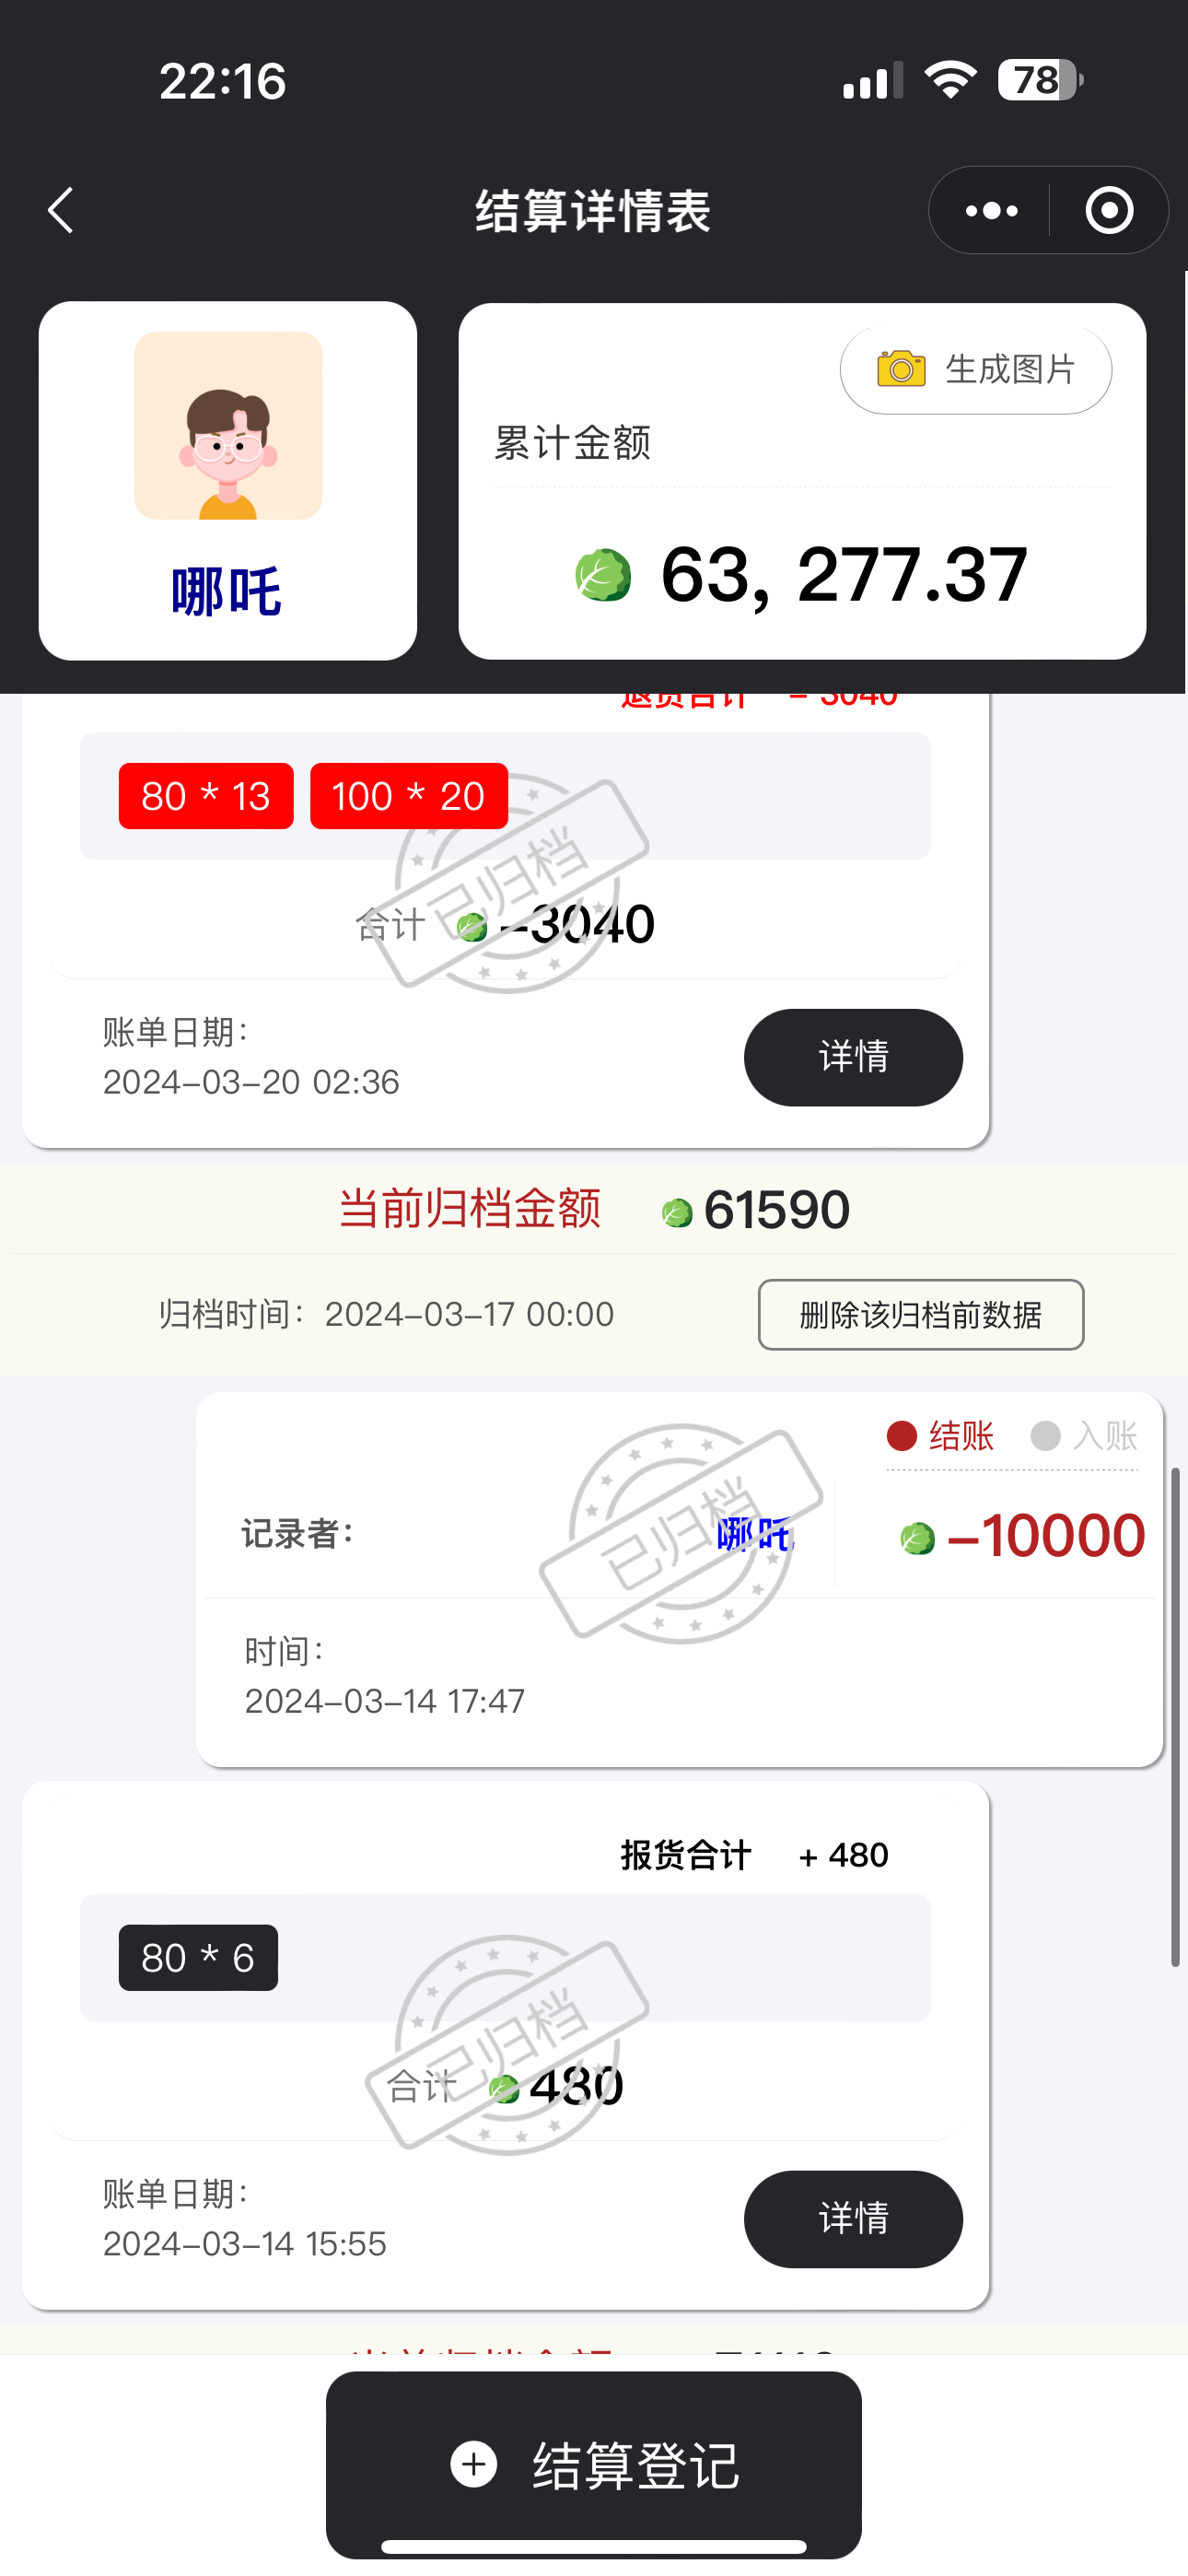 22:16
78
结算详情表
生成图片
累计金额
哪吒
63, 277.37
退货合计 - 3040
80 * 13
100 * 20
已归档
合计 -3040
账单日期:
2024-03-20 02:36
详情
当前归档金额 61590
归档时间: 2024-03-17 00:00
删除该归档前数据
结账 入账
已归档
记录者: 哪吒 -10000
时间:
2024-03-14 17:47
报货合计 + 480
80 * 6
已归档
合计 480
账单日期:
2024-03-14 15:55
详情
当前归档金额
结算登记